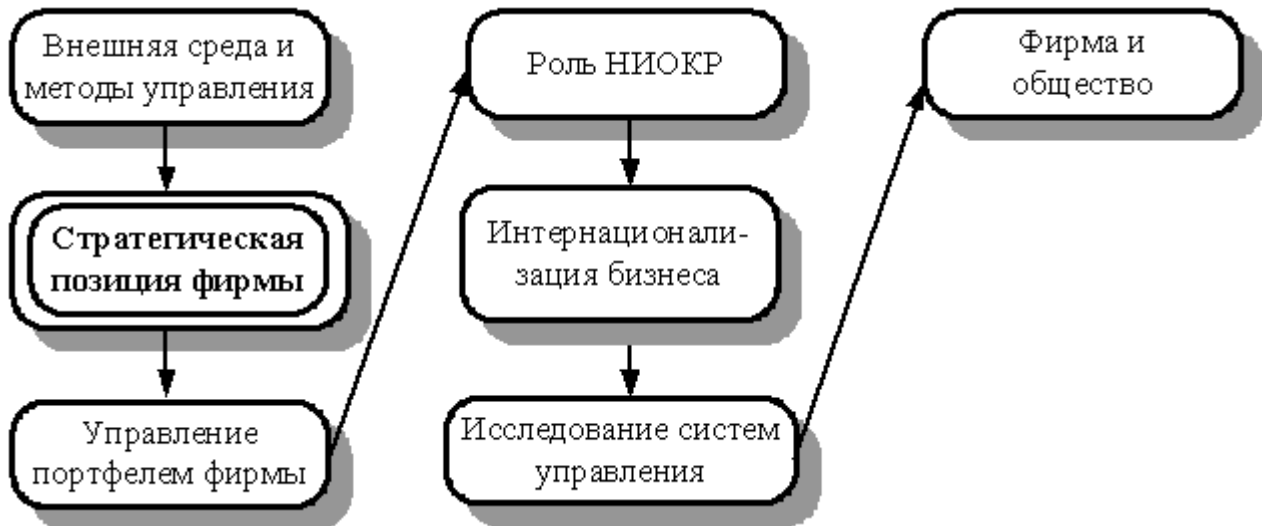 Внешняя среда и
методы управления
Стратегическая
позиция фирмы
Управление
портфелем фирмы
Роль НИОКР
Интернационали-
зация бизнеса
Исследование систем
управления
Фирма и
общество